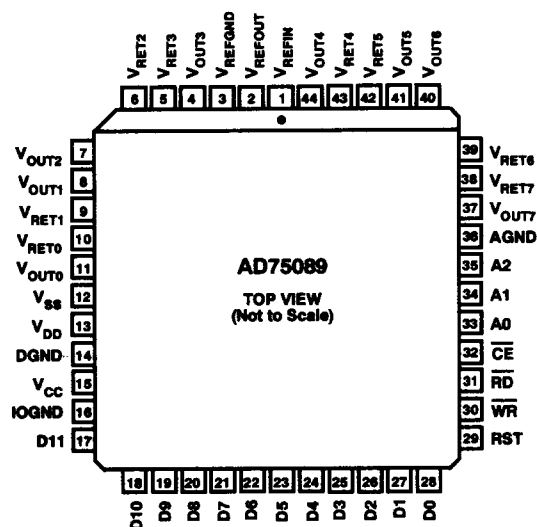 VRET2 VRET3 VOUT3 VREFGND VREFOUT VREFIN VOUT4 VRET4 VRET5 VOUT5 VOUT6
6 5 4 3 2 1 44 43 42 41 40
VOUT2 7
VOUT1 8
VRET1 9
VRET0 10
VOUT0 11
VSS 12
VDD 13
DGND 14
VCC 15
IOGND 16
D11 17
AD75089
TOP VIEW
(Not to Scale)
39 VRET6
38 VRET7
37 VOUT7
36 AGND
35 A2
34 A1
33 A0
32 CE
31 RD
30 WR
29 RST
18 19 20 21 22 23 24 25 26 27 28
D10 D9 D8 D7 D6 D5 D4 D3 D2 D1 D0